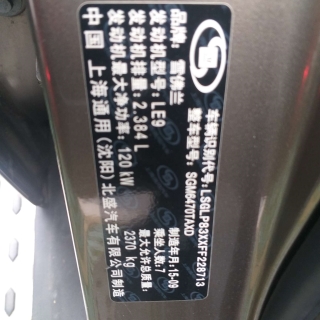 品牌：雪佛兰
发动机型号：LE9
发动机排量：2.384 L
发动机最大净功率：120 kW
中国 上海通用（沈阳）北盛汽车有限公司制造
车辆识别代号：LSGLP83XXFF228713
整车型号：SGM6470TAXD
制造年月：15-09
乘坐人数：7
最大允许总质量：2370 kg